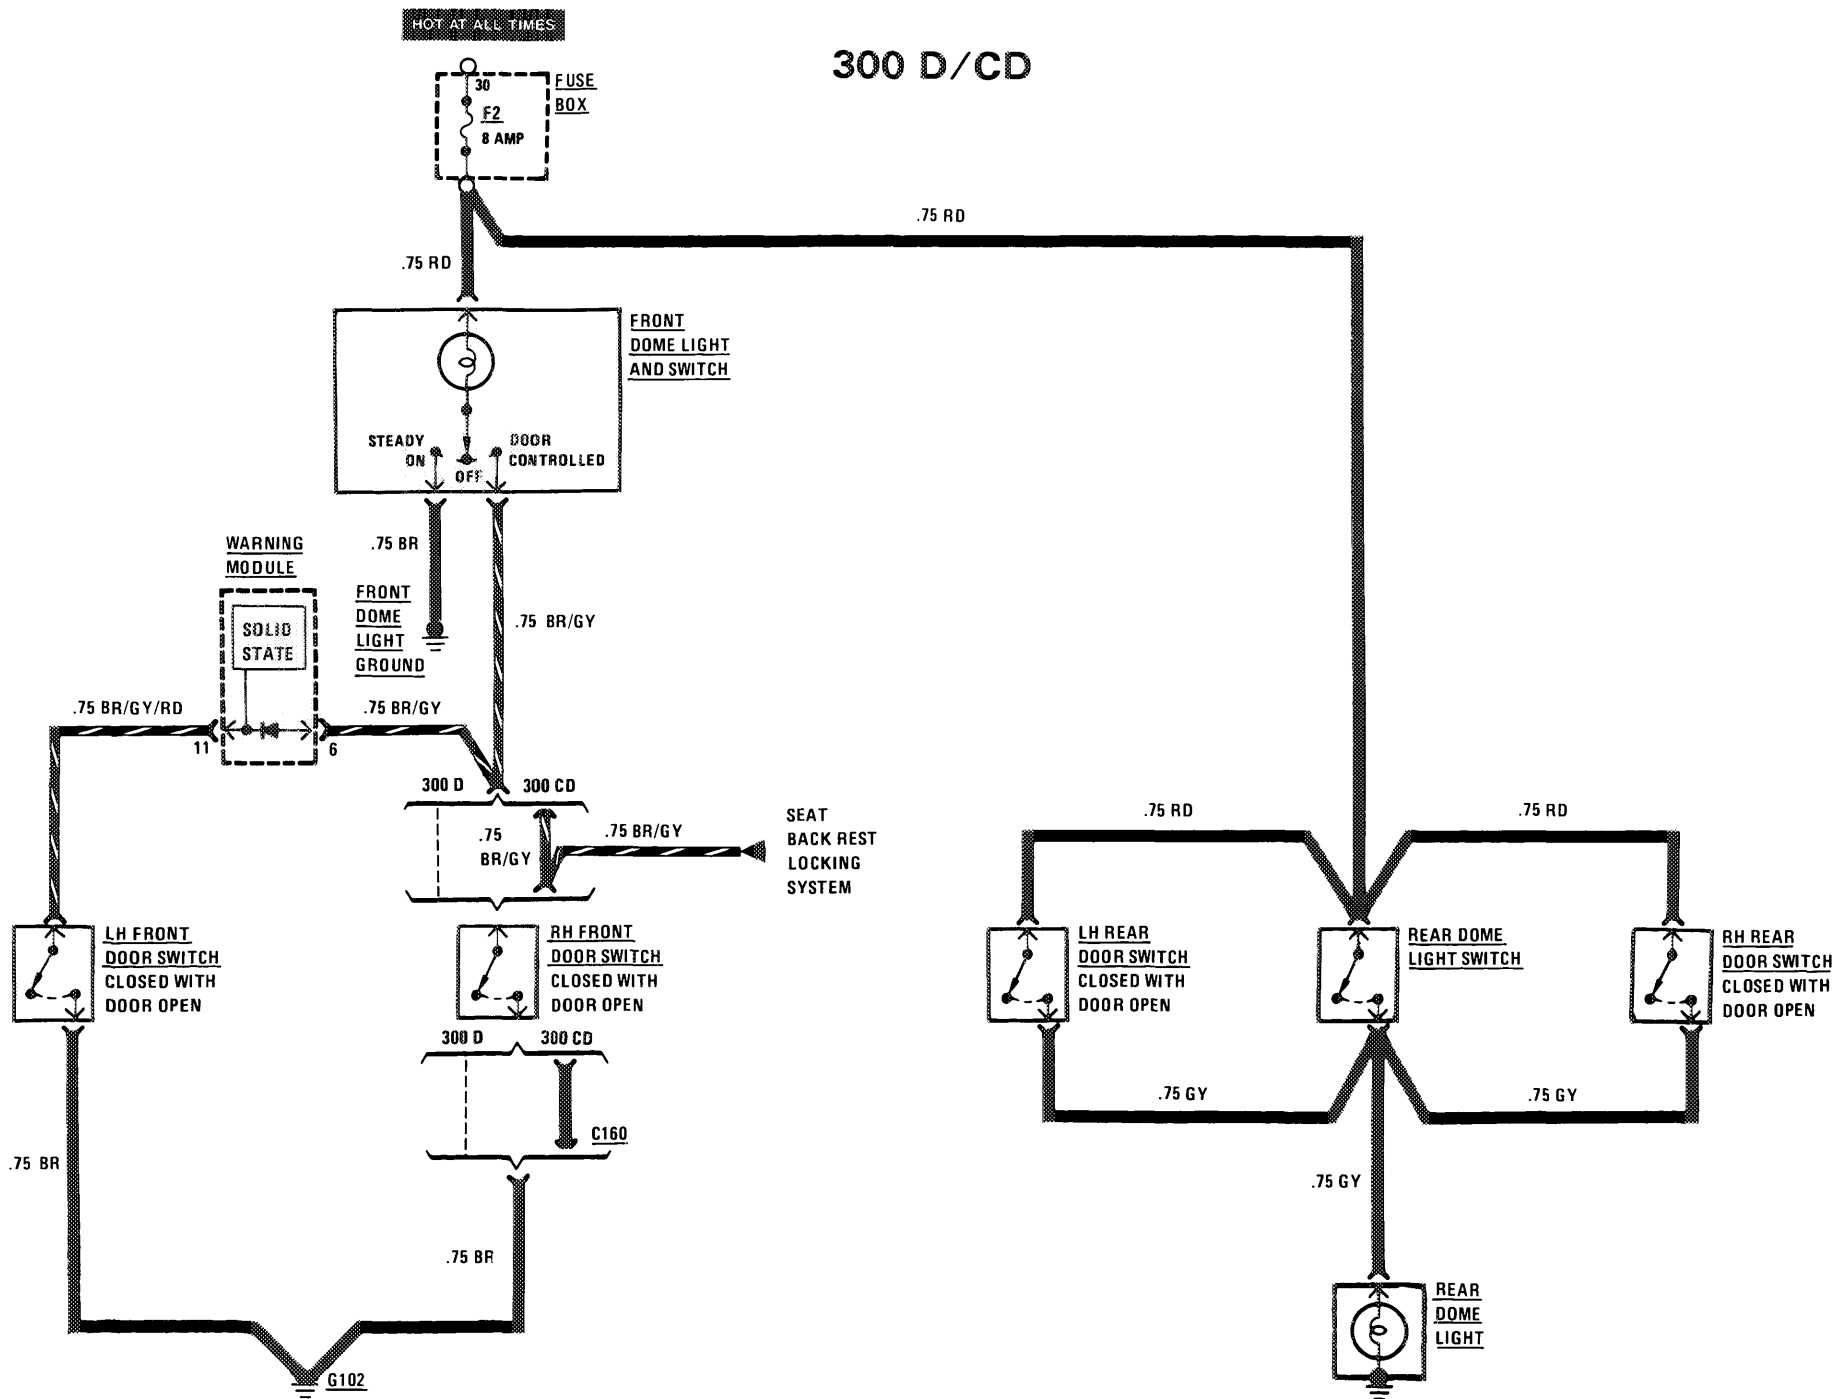 HOT AT ALL TIMES
300 D/CD
30
FUSE
BOX
F2
8 AMP
.75 RD
.75 RD
FRONT
DOME LIGHT
AND SWITCH
STEADY
ON
OFF
DOOR
CONTROLLED
.75 BR
WARNING
MODULE
FRONT
DOME
LIGHT
GROUND
.75 BR/GY
SOLID
STATE
.75 BR/GY/RD
.75 BR/GY
11
6
300 D
300 CD
.75
BR/GY
.75 BR/GY
SEAT
BACK REST
LOCKING
SYSTEM
.75 RD
.75 RD
LH FRONT
DOOR SWITCH
CLOSED WITH
DOOR OPEN
RH FRONT
DOOR SWITCH
CLOSED WITH
DOOR OPEN
LH REAR
DOOR SWITCH
CLOSED WITH
DOOR OPEN
REAR DOME
LIGHT SWITCH
RH REAR
DOOR SWITCH
CLOSED WITH
DOOR OPEN
300 D
300 CD
C160
.75 GY
.75 GY
.75 BR
.75 GY
.75 BR
REAR
DOME
LIGHT
G102